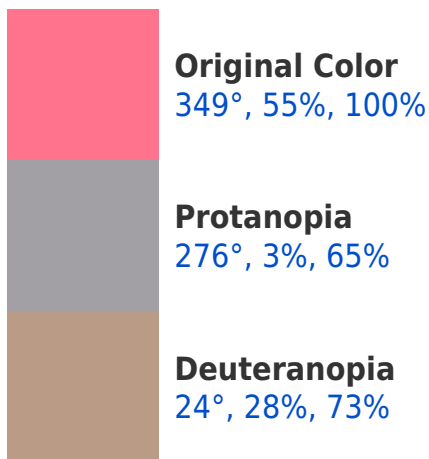 Original Color
349°, 55%, 100%
Protanopia
276°, 3%, 65%
Deuteranopia
24°, 28%, 73%